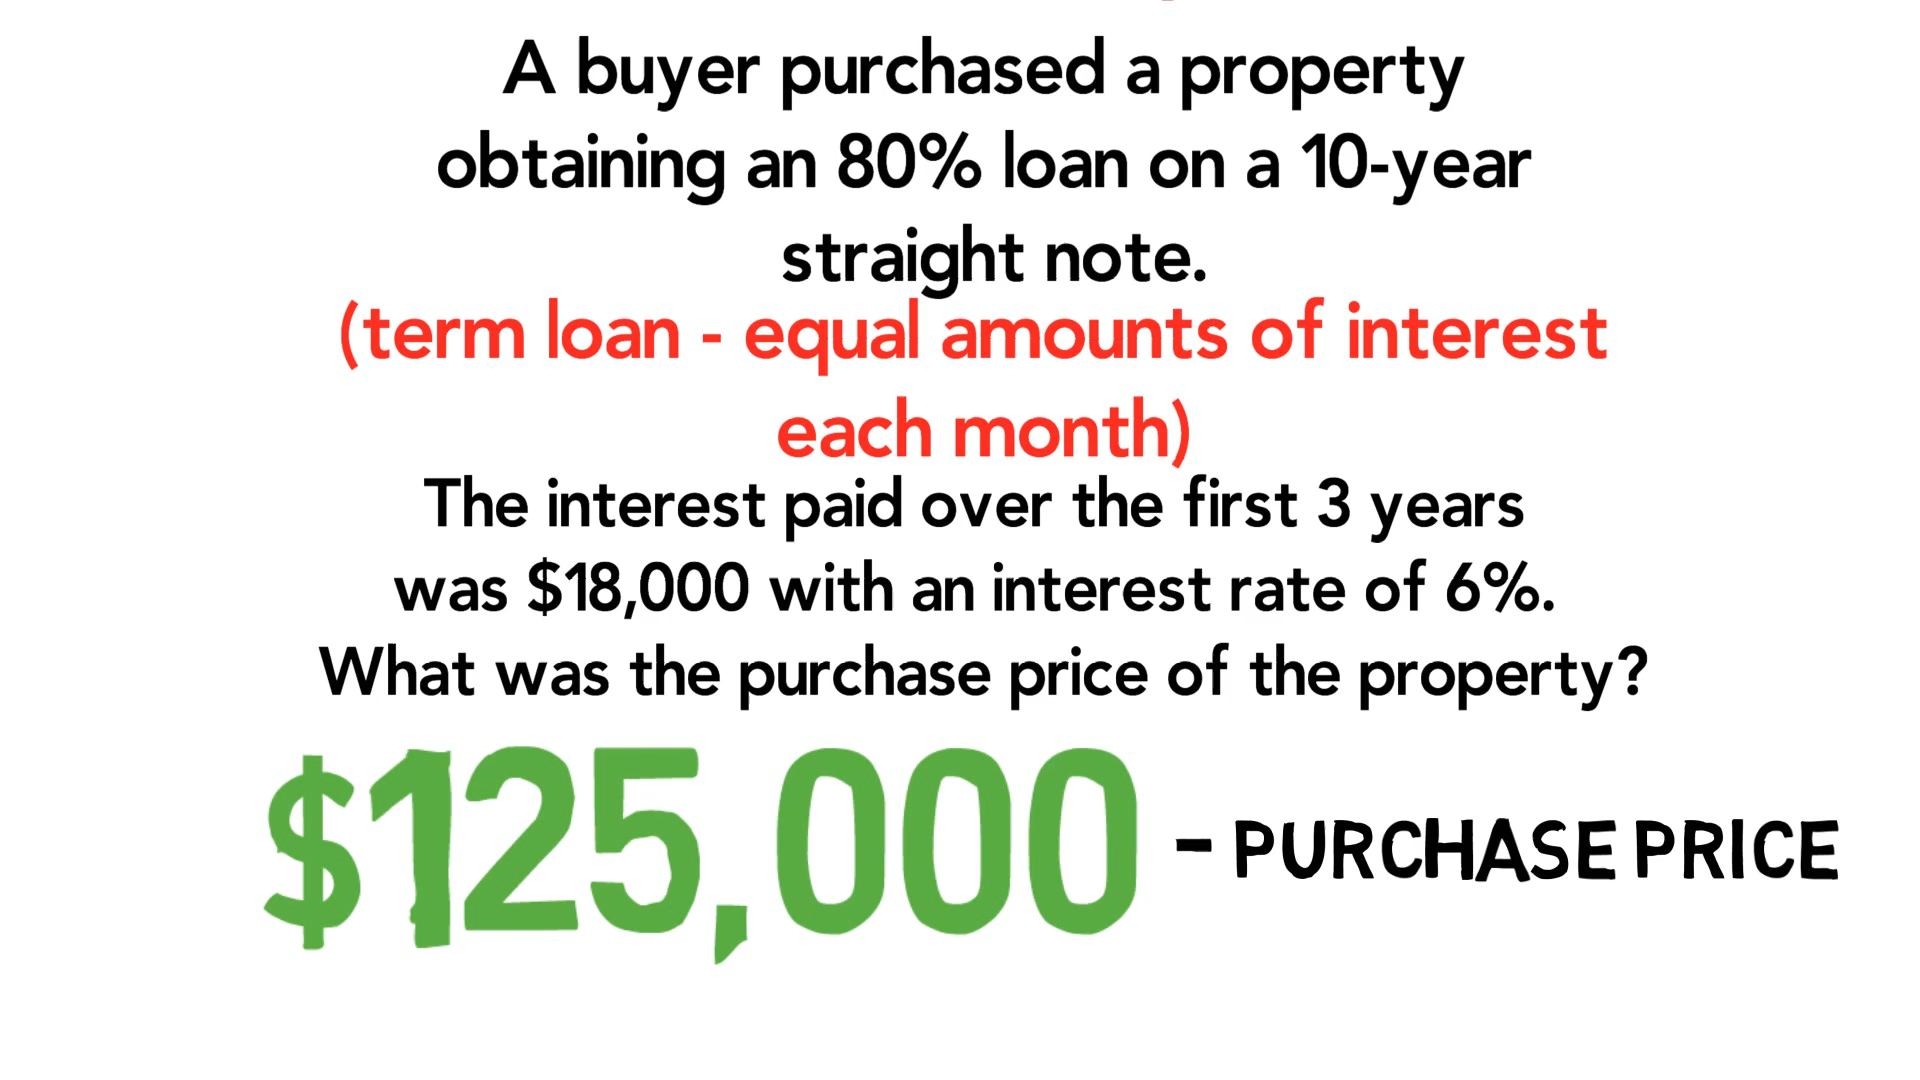 A buyer purchased a property
obtaining an 80% loan on a 10-year
straight note.
(term loan - equal amounts of interest
each month)
The interest paid over the first 3 years
was $18,000 with an interest rate of 6%.
What was the purchase price of the property?
$125,000 - PURCHASE PRICE